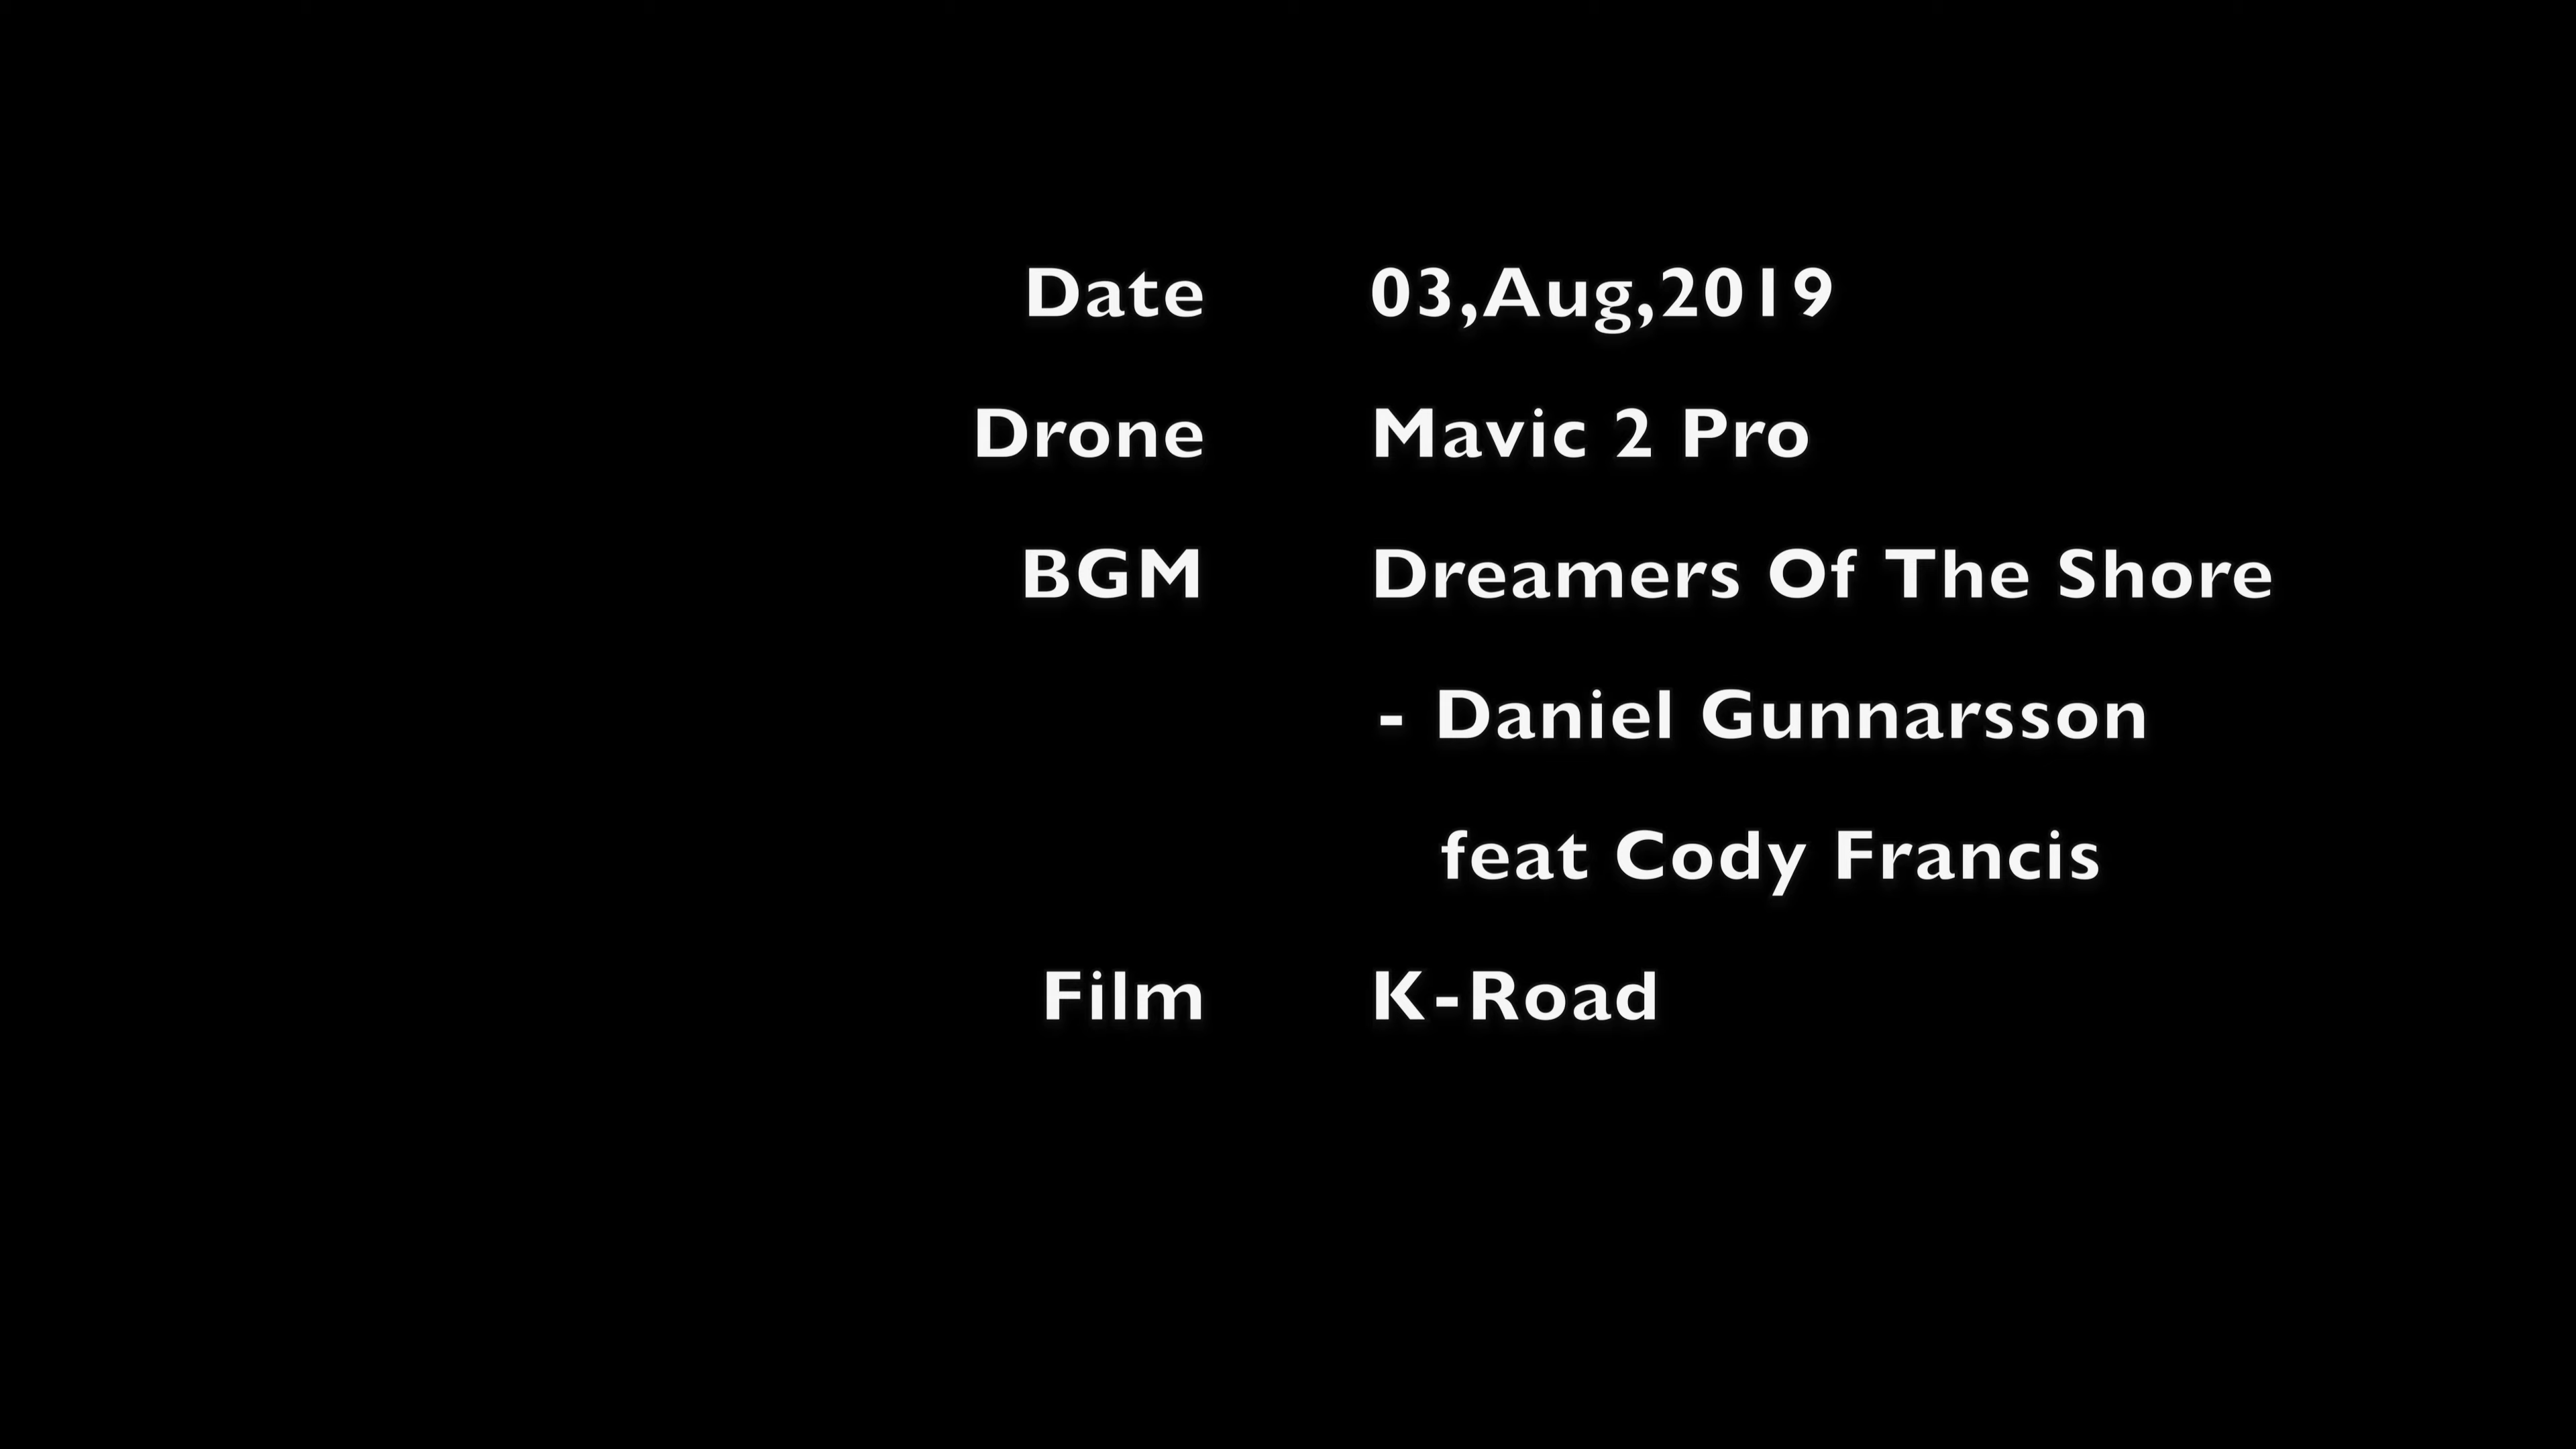 Date 03,Aug,2019
Drone Mavic 2 Pro
BGM Dreamers Of The Shore
- Daniel Gunnarsson
feat Cody Francis
Film K-Road